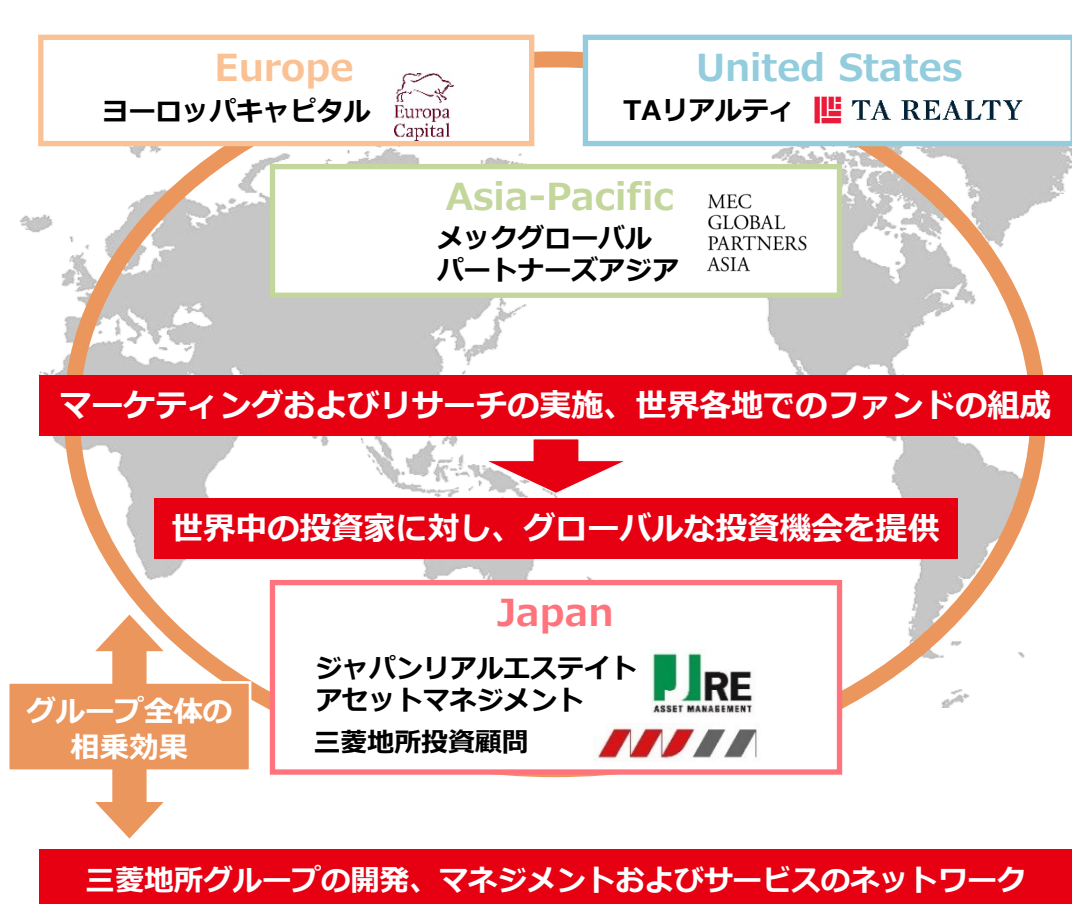 Europe
ヨーロッパキャピタル
Europa
Capital
United States
TAリアルティ
TA REALTY
Asia-Pacific
メックグローバル
パートナーズアジア
MEC
GLOBAL
PARTNERS
ASIA
マーケティングおよびリサーチの実施、世界各地でのファンドの組成
世界中の投資家に対し、グローバルな投資機会を提供
Japan
ジャパンリアルエステイト
アセットマネジメント
JRE
ASSET MANAGEMENT
三菱地所投資顧問
グループ全体の
相乗効果
三菱地所グループの開発、マネジメントおよびサービスのネットワーク